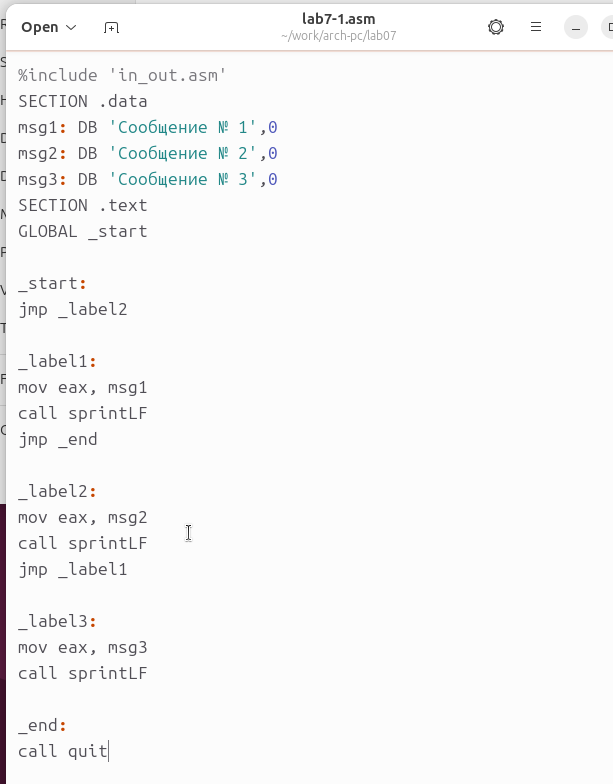 Open
lab7-1.asm
~/work/arch-pc/lab07
%include 'in_out.asm'
SECTION .data
msg1: DB 'Сообщение № 1',0
msg2: DB 'Сообщение № 2',0
msg3: DB 'Сообщение № 3',0
SECTION .text
GLOBAL _start
_start:
jmp _label2
_label1:
mov eax, msg1
call sprintLF
jmp _end
_label2:
mov eax, msg2
call sprintLF
jmp _label1
_label3:
mov eax, msg3
call sprintLF
_end:
call quit